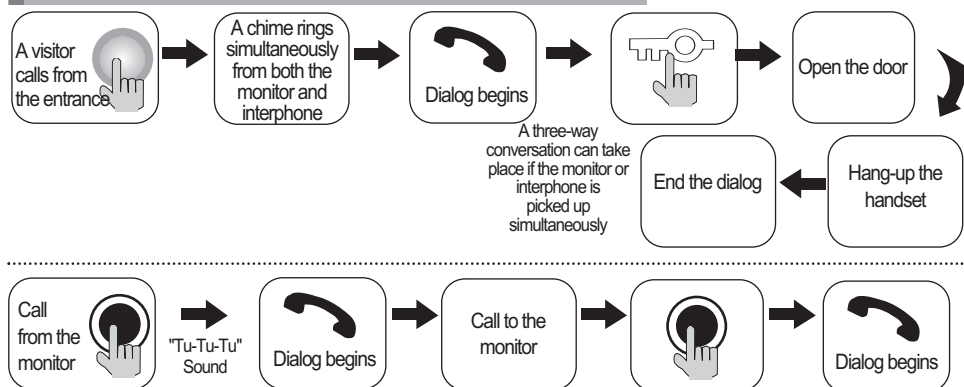 A visitor
calls from
the entrance
A chime rings
simultaneously
from both the
monitor and
interphone
Dialog begins
Open the door
A three-way
conversation can take
place if the monitor or
interphone is
picked up
simultaneously
End the dialog
Hang-up the
handset
Call
from the
monitor
"Tu-Tu-Tu"
Sound
Dialog begins
Call to the
monitor
Dialog begins